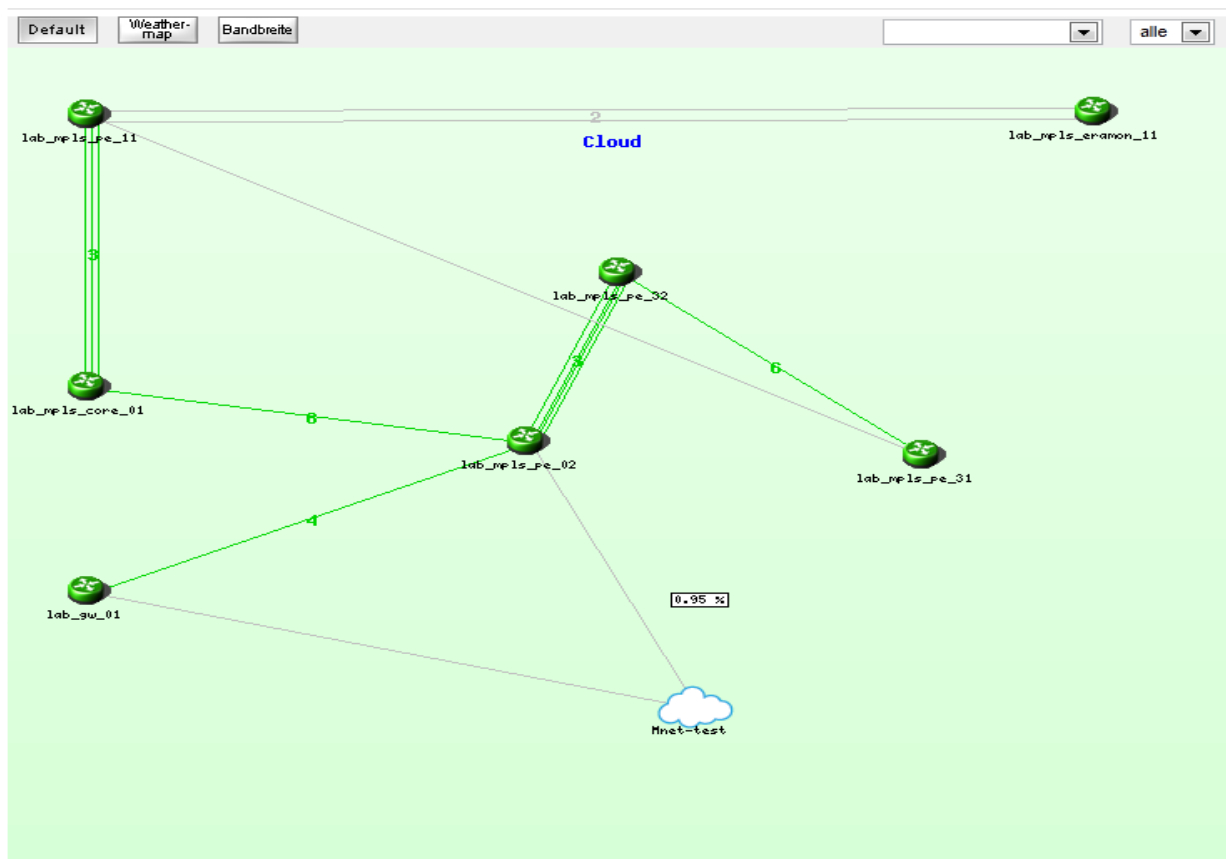 Default
Weather-
map
Bandbreite
alle
lab_mpls_pe_11
2
Cloud
lab_mpls_eramon_11
3
lab_mpls_pe_32
3
6
lab_mpls_core_01
8
lab_mpls_pe_02
lab_mpls_pe_31
4
lab_gw_01
0.95 %
Mnet-test